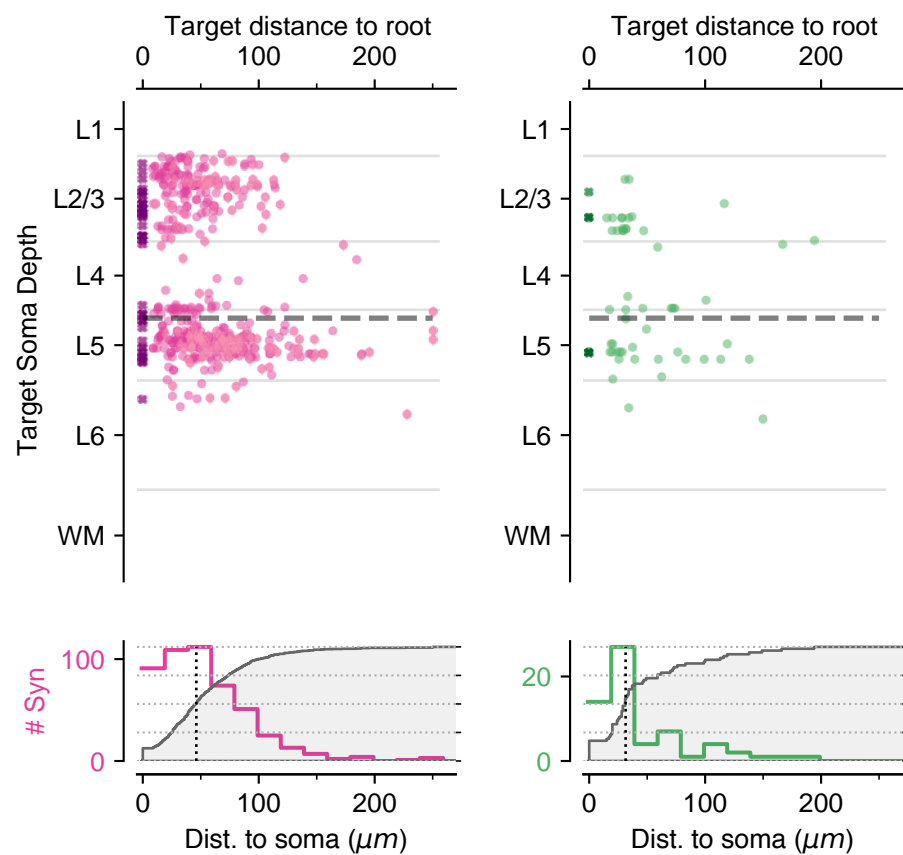 Target distance to root
0 100 200
Target distance to root
0 100 200
Target Soma Depth
L1
L2/3
L4
L5
L6
WM
L1
L2/3
L4
L5
L6
WM
# Syn
100
0
0 100 200
Dist. to soma (μm)
20
0
0 100 200
Dist. to soma (μm)